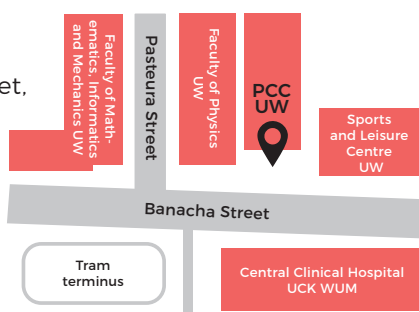 et,
Faculty of Math-
ematics, Informatics
and Mechanics UW
Pasteura Street
Faculty of Physics
UW
PCC
UW
Sports
and Leisure
Centre
UW
Banacha Street
Tram
terminus
Central Clinical Hospital
UCK WUM